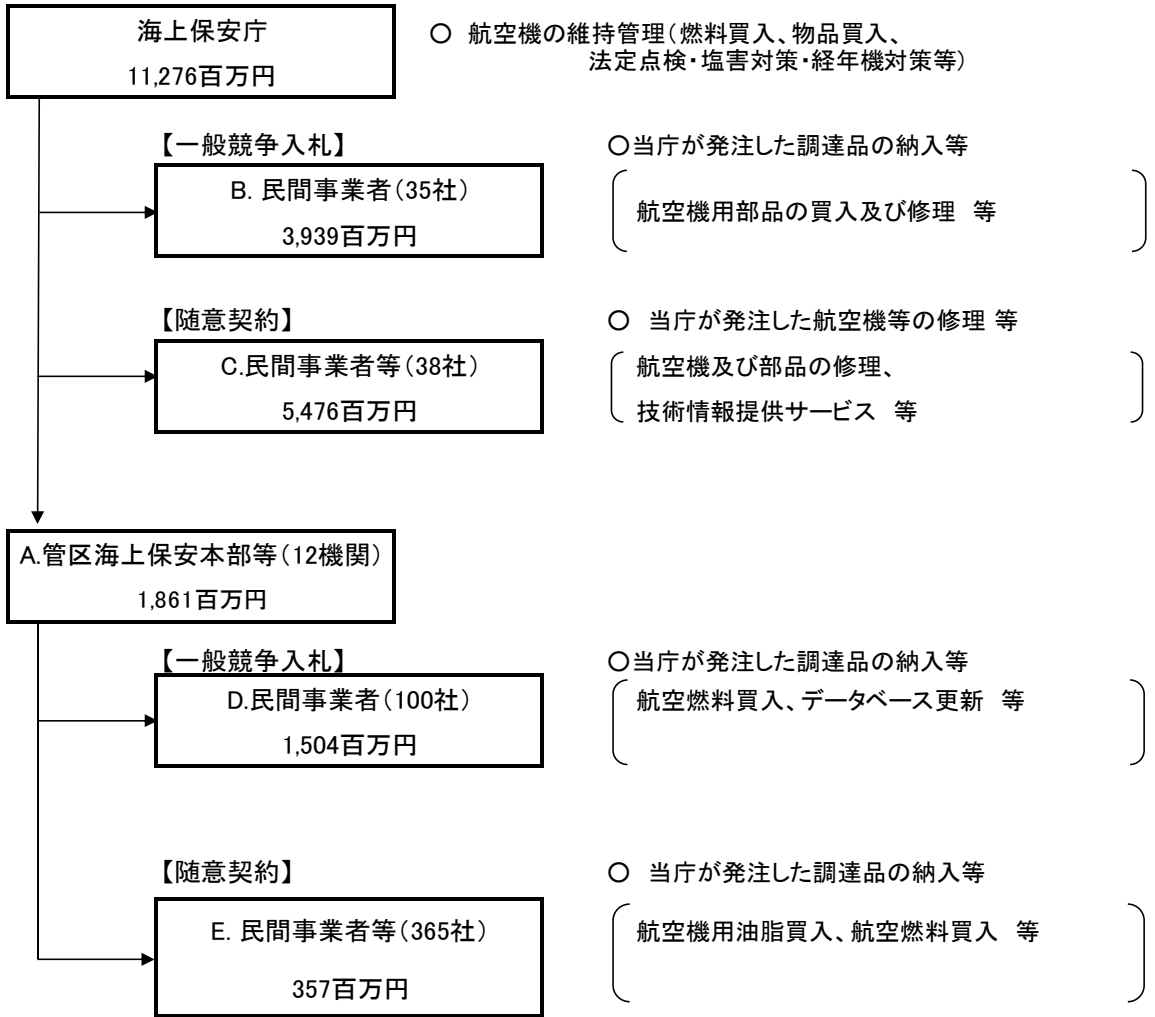 海上保安庁
11,276百万円
○ 航空機の維持管理(燃料買入、物品買入、
法定点検・塩害対策・経年機対策等)
【一般競争入札】
○当庁が発注した調達品の納入等
B. 民間事業者(35社)
3,939百万円
航空機用部品の買入及び修理 等
【随意契約】
○ 当庁が発注した航空機等の修理 等
C.民間事業者等(38社)
5,476百万円
航空機及び部品の修理、
技術情報提供サービス 等
A.管区海上保安本部等(12機関)
1,861百万円
【一般競争入札】
○当庁が発注した調達品の納入等
D.民間事業者(100社)
1,504百万円
航空燃料買入、データベース更新 等
【随意契約】
○ 当庁が発注した調達品の納入等
E. 民間事業者等(365社)
357百万円
航空機用油脂買入、航空燃料買入 等